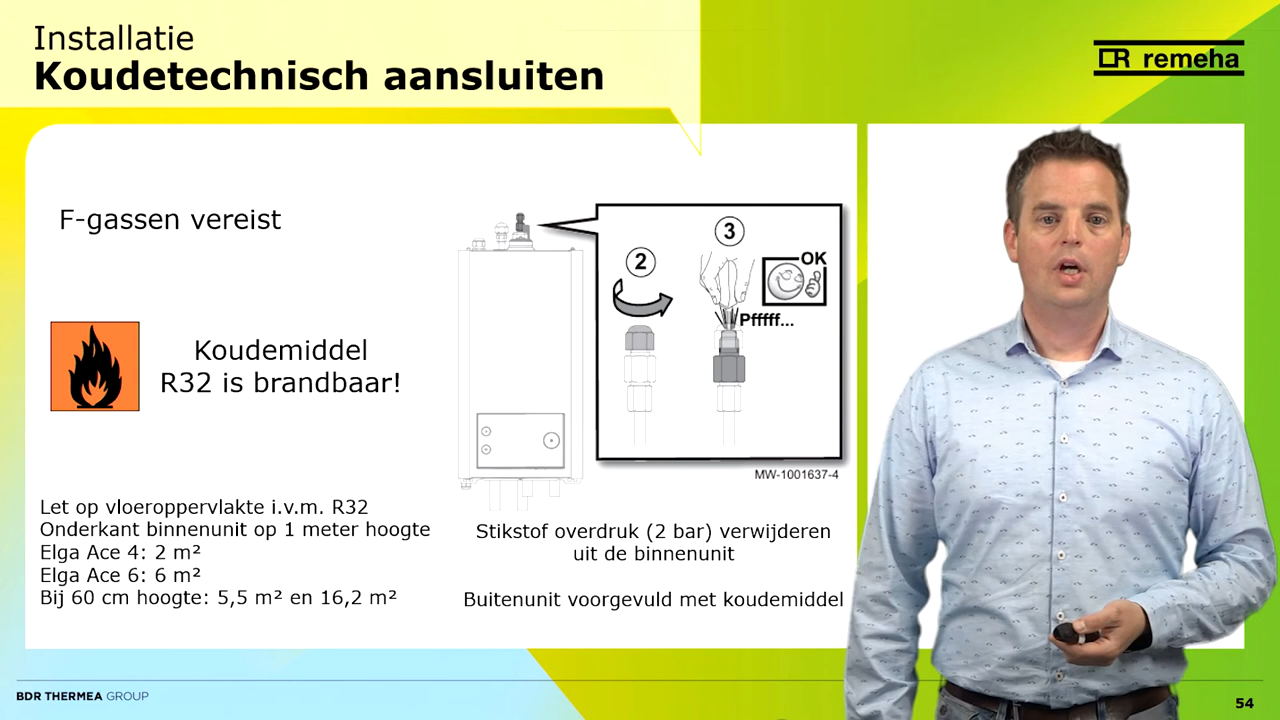 Installatie
Koudetechnisch aansluiten
remeha
F-gassen vereist
Koudemiddel
R32 is brandbaar!
2
3
OK
Pfffff...
MW-1001637-4
Let op vloeroppervlakte i.v.m. R32
Onderkant binnenunit op 1 meter hoogte
Elga Ace 4: 2 m²
Elga Ace 6: 6 m²
Bij 60 cm hoogte: 5,5 m² en 16,2 m²
Stikstof overdruk (2 bar) verwijderen
uit de binnenunit
Buitenunit voorgevuld met koudemiddel
BDR THERMEA GROUP
54